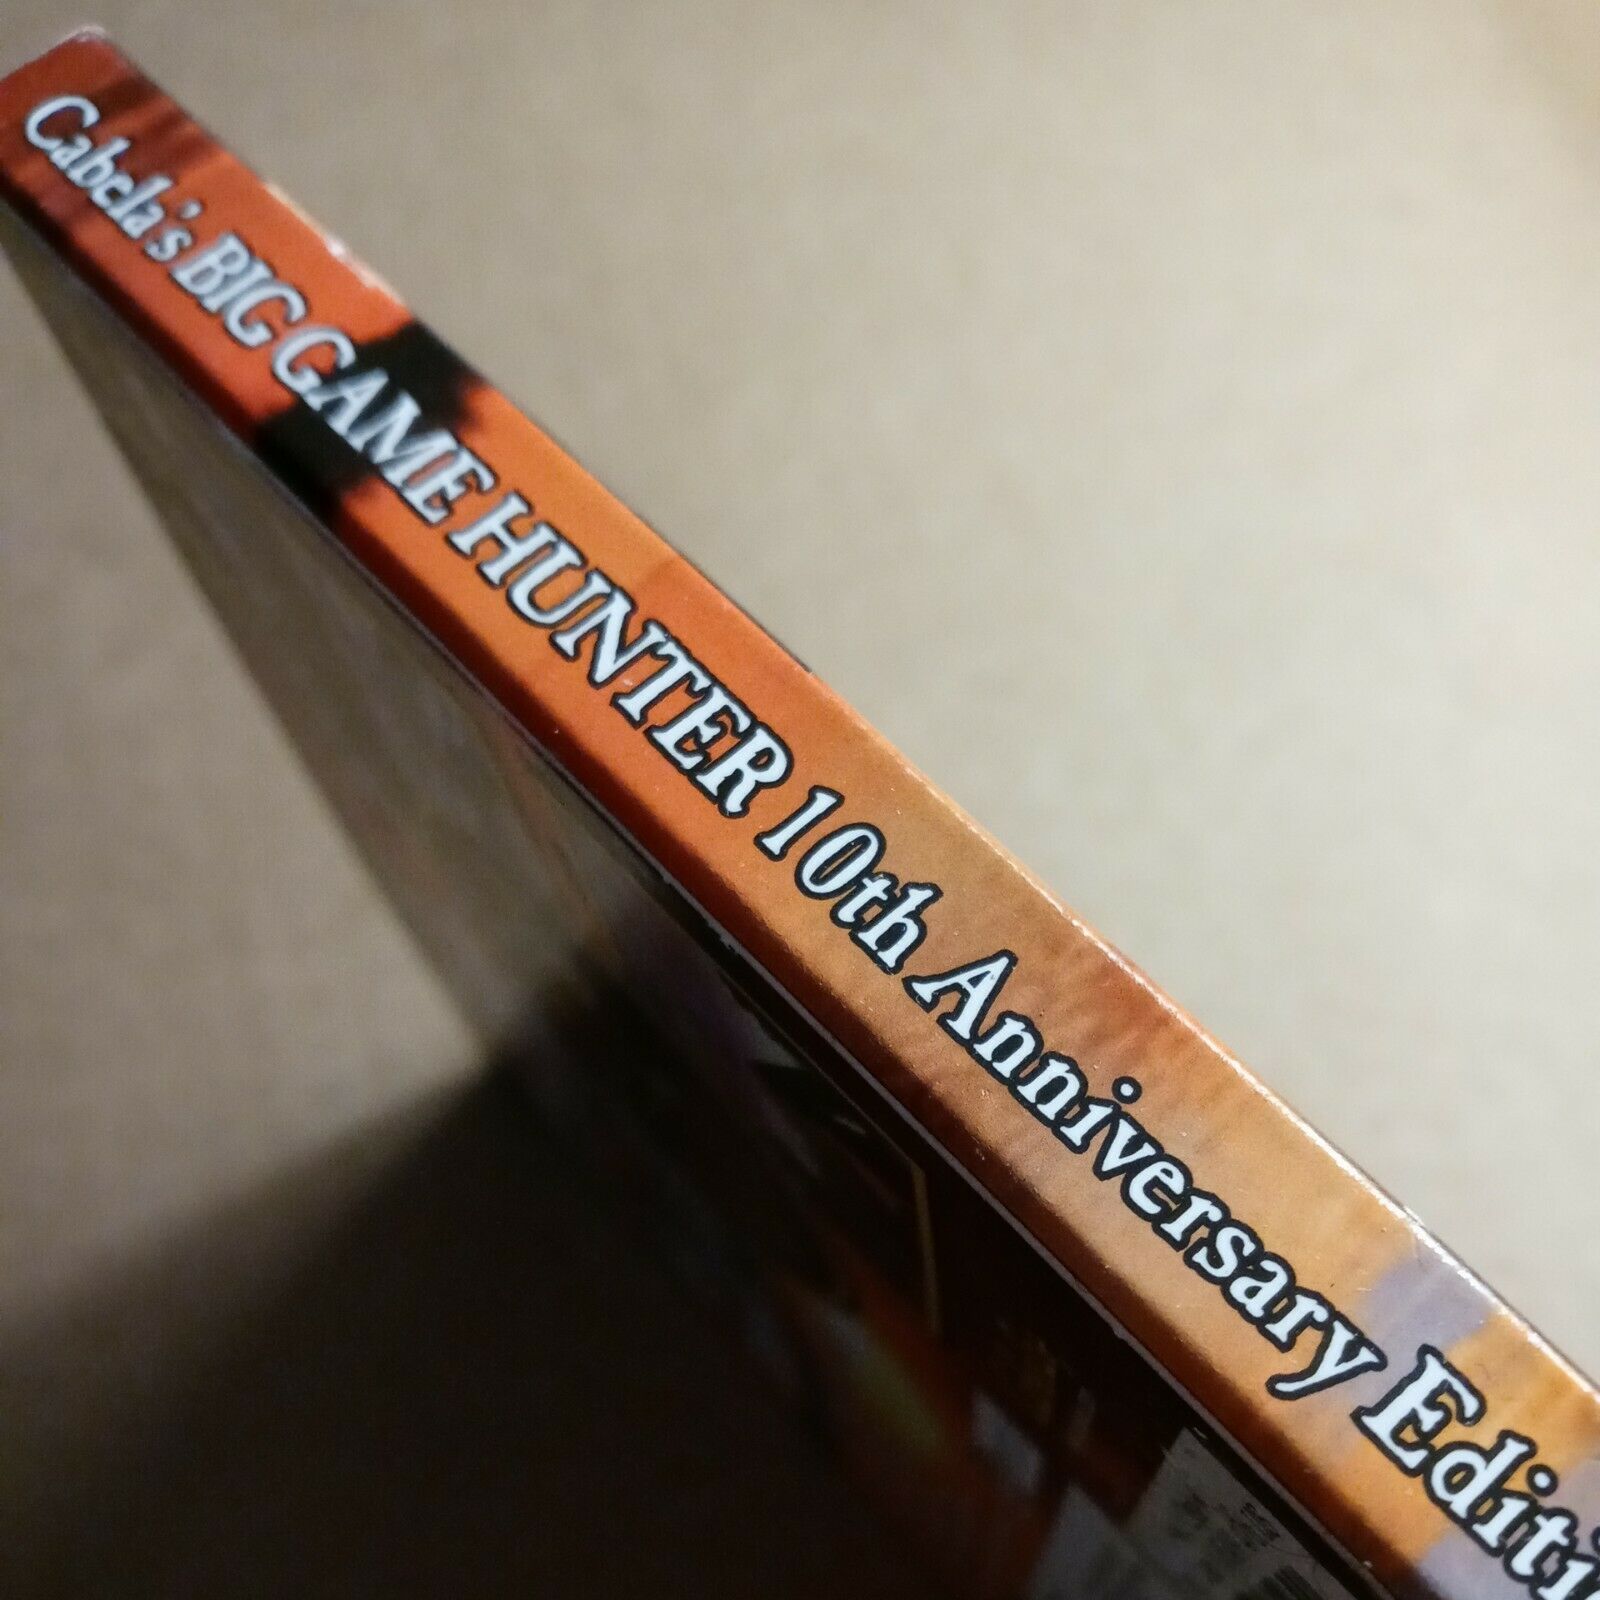 Cabela's BIG GAME HUNTER 10th Anniversary Editi